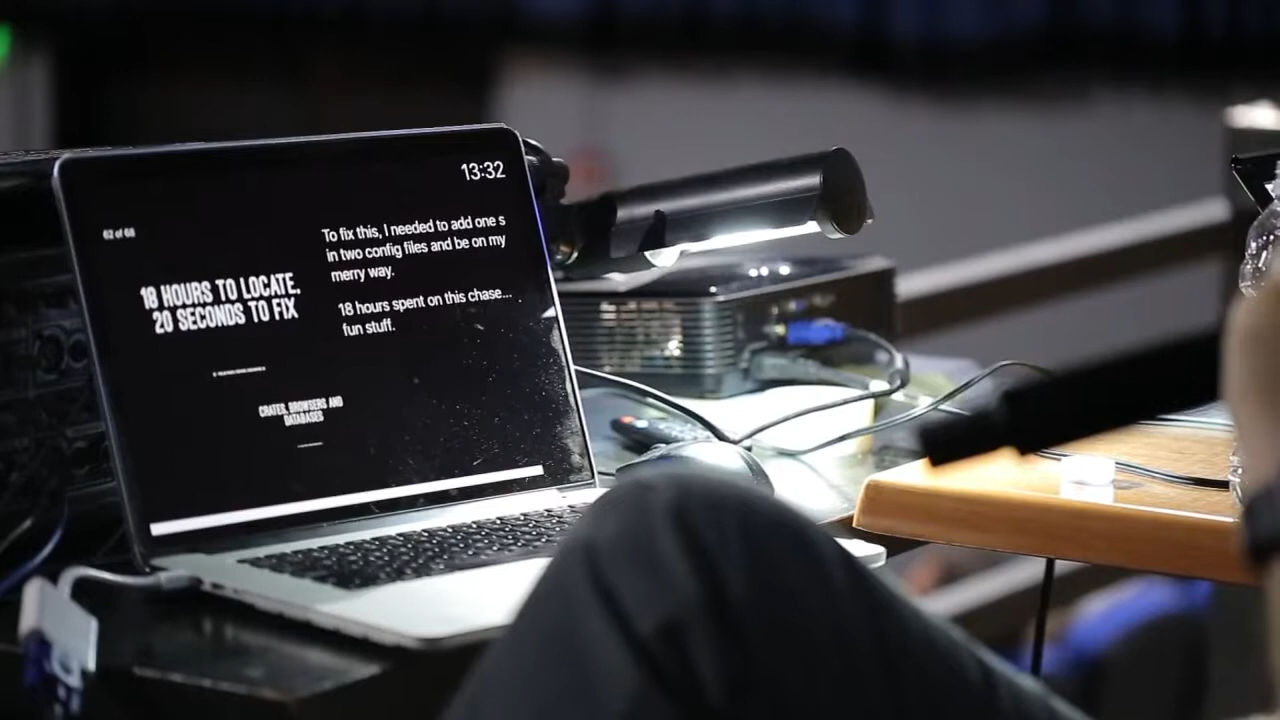 13:32
62 of 68
18 HOURS TO LOCATE,
20 SECONDS TO FIX
To fix this, I needed to add one s
in two config files and be on my
merry way.
18 hours spent on this chase...
fun stuff.
CRATES, BROWSERS AND
DATABASES